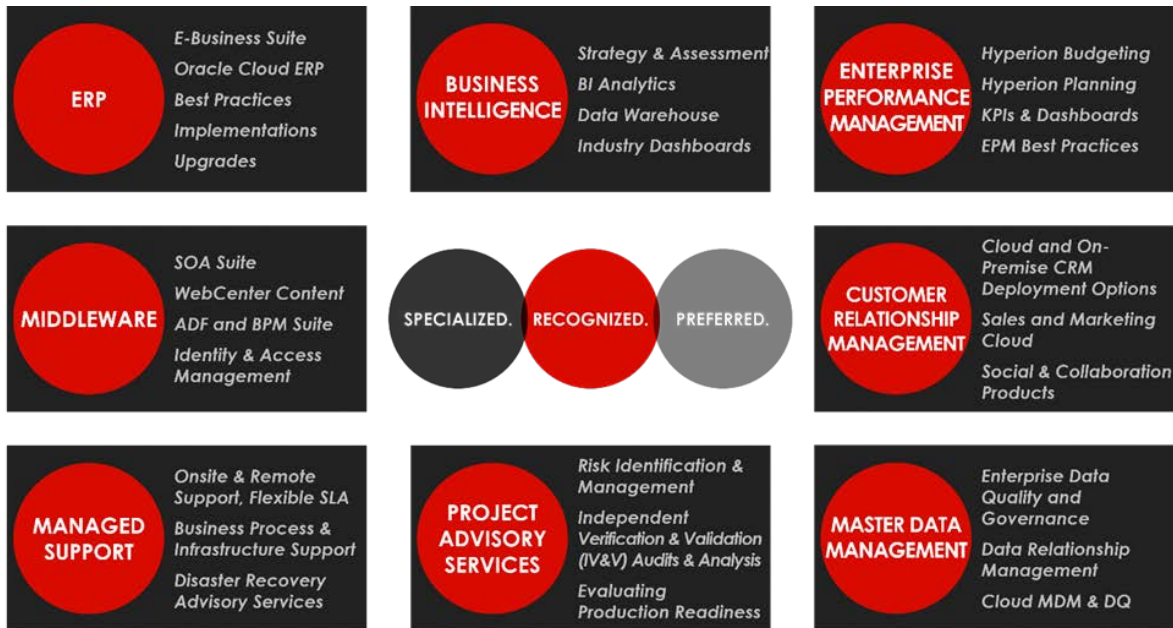 ERP
E-Business Suite
Oracle Cloud ERP
Best Practices
Implementations
Upgrades
BUSINESS
INTELLIGENCE
Strategy & Assessment
BI Analytics
Data Warehouse
Industry Dashboards
ENTERPRISE
PERFORMANCE
MANAGEMENT
Hyperion Budgeting
Hyperion Planning
KPIs & Dashboards
EPM Best Practices
MIDDLEWARE
SOA Suite
WebCenter Content
ADF and BPM Suite
Identity & Access
Management
SPECIALIZED.
RECOGNIZED.
PREFERRED.
CUSTOMER
RELATIONSHIP
MANAGEMENT
Cloud and On-
Premise CRM
Deployment Options
Sales and Marketing
Cloud
Social & Collaboration
Products
MANAGED
SUPPORT
Onsite & Remote
Support, Flexible SLA
Business Process &
Infrastructure Support
Disaster Recovery
Advisory Services
PROJECT
ADVISORY
SERVICES
Risk Identification &
Management
Independent
Verification & Validation
(IV&V) Audits & Analysis
Evaluating
Production Readiness
MASTER DATA
MANAGEMENT
Enterprise Data
Quality and
Governance
Data Relationship
Management
Cloud MDM & DQ